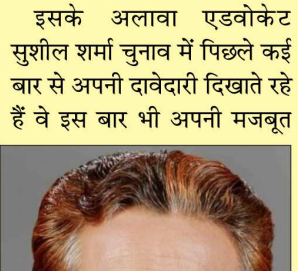 इसके अलावा एडवोकेट
सुशील शर्मा चुनाव में पिछले कई
बार से अपनी दावेदारी दिखाते रहे
हैं वे इस बार भी अपनी मजबूत